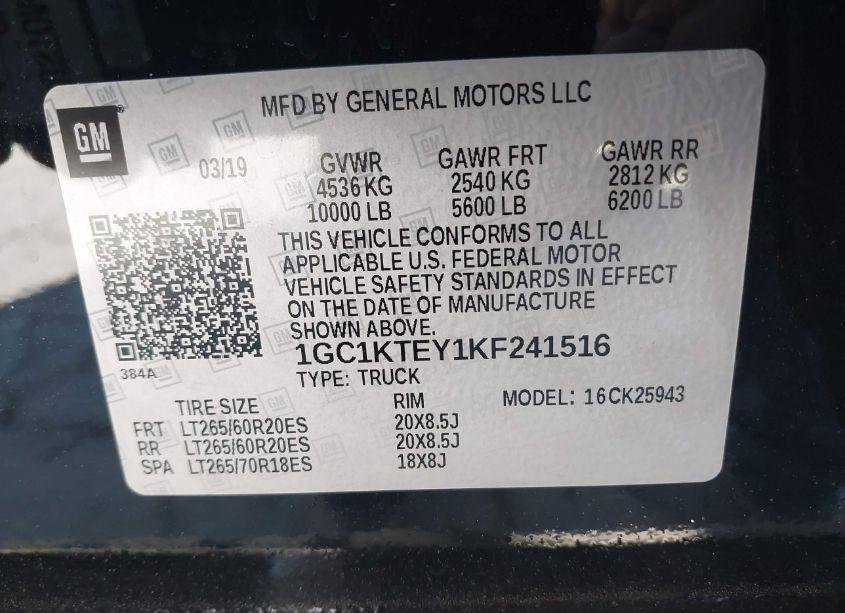 MFD BY GENERAL MOTORS LLC
GM
03/19 GVWR GAWR FRT GAWR RR
4536 KG 2540 KG 2812 KG
10000 LB 5600 LB 6200 LB
THIS VEHICLE CONFORMS TO ALL
APPLICABLE U.S. FEDERAL MOTOR
VEHICLE SAFETY STANDARDS IN EFFECT
ON THE DATE OF MANUFACTURE
SHOWN ABOVE.
1GC1KTEY1KF241516
384A
TYPE: TRUCK
MODEL: 16CK25943
TIRE SIZE RIM
FRT LT265/60R20ES 20X8.5J
RR LT265/60R20ES 20X8.5J
SPA LT265/70R18ES 18X8J